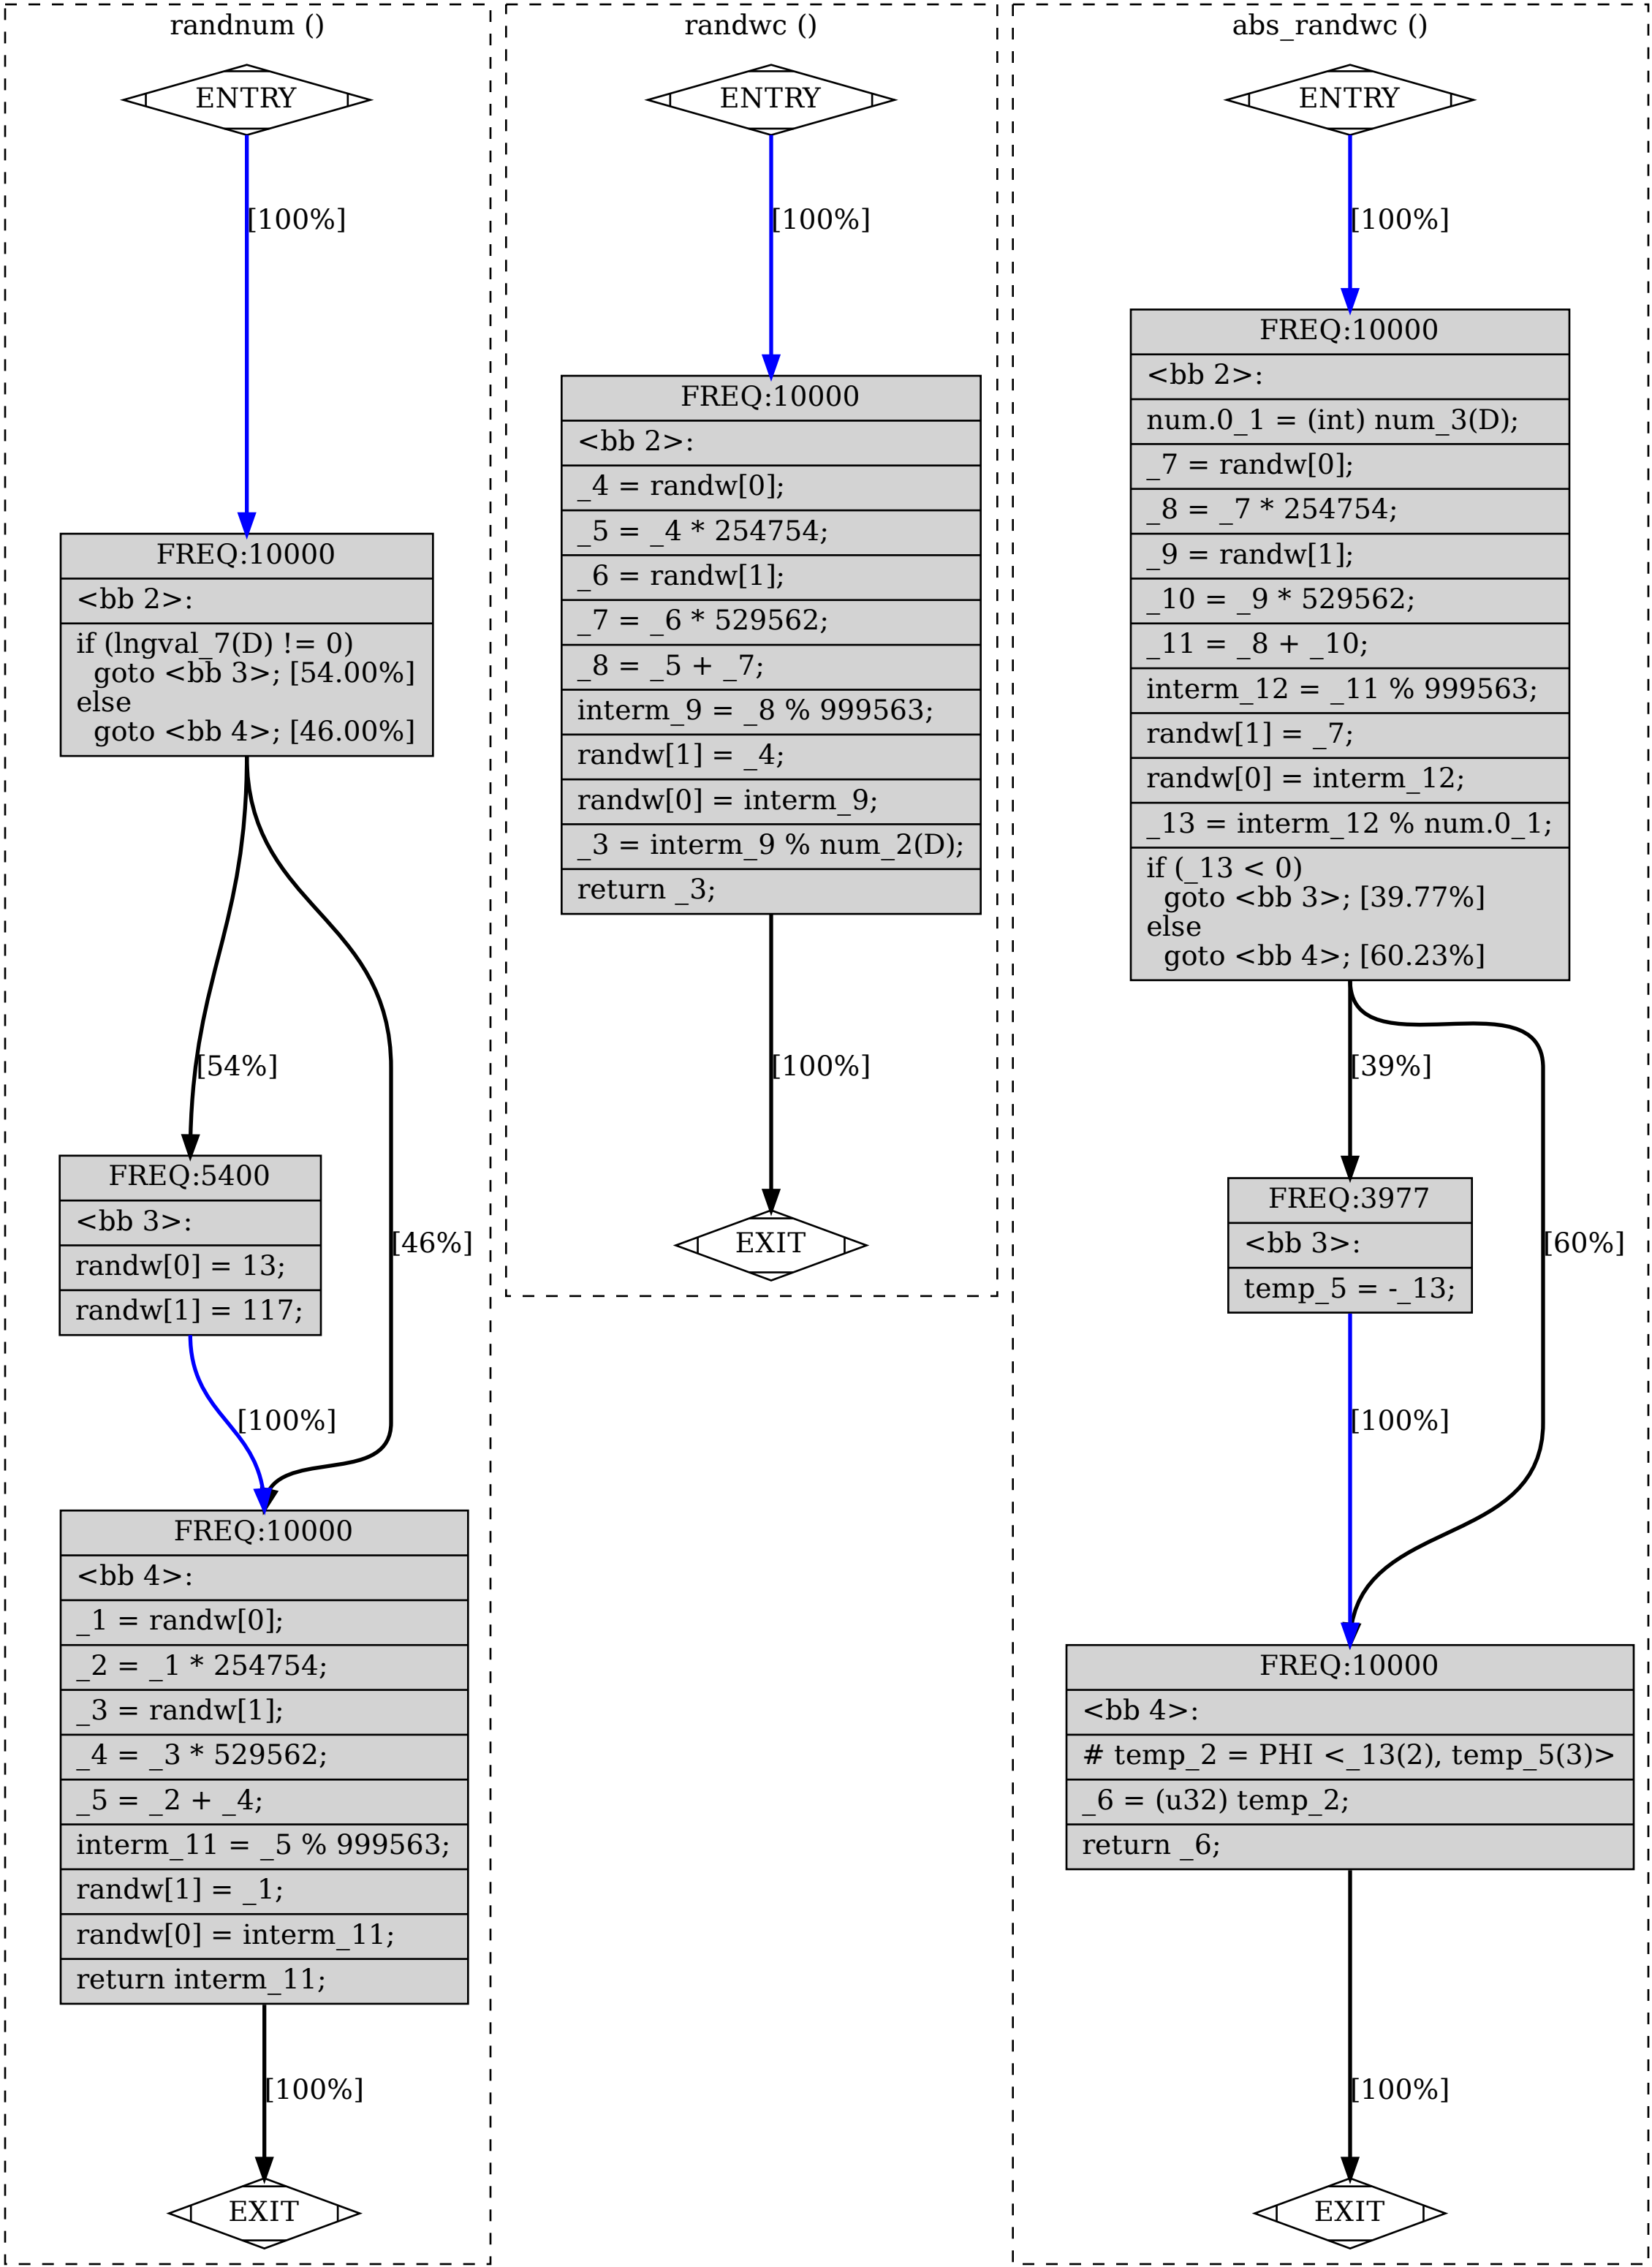 randnum ()
ENTRY
[100%]
FREQ:10000
<bb 2>:
if (lngval_7(D) != 0)
  goto <bb 3>; [54.00%]
else
  goto <bb 4>; [46.00%]
[54%]
[46%]
FREQ:5400
<bb 3>:
randw[0] = 13;
randw[1] = 117;
[100%]
FREQ:10000
<bb 4>:
_1 = randw[0];
_2 = _1 * 254754;
_3 = randw[1];
_4 = _3 * 529562;
_5 = _2 + _4;
interm_11 = _5 % 999563;
randw[1] = _1;
randw[0] = interm_11;
return interm_11;
[100%]
EXIT
randwc ()
ENTRY
[100%]
FREQ:10000
<bb 2>:
_4 = randw[0];
_5 = _4 * 254754;
_6 = randw[1];
_7 = _6 * 529562;
_8 = _5 + _7;
interm_9 = _8 % 999563;
randw[1] = _4;
randw[0] = interm_9;
_3 = interm_9 % num_2(D);
return _3;
[100%]
EXIT
abs_randwc ()
ENTRY
[100%]
FREQ:10000
<bb 2>:
num.0_1 = (int) num_3(D);
_7 = randw[0];
_8 = _7 * 254754;
_9 = randw[1];
_10 = _9 * 529562;
_11 = _8 + _10;
interm_12 = _11 % 999563;
randw[1] = _7;
randw[0] = interm_12;
_13 = interm_12 % num.0_1;
if (_13 < 0)
  goto <bb 3>; [39.77%]
else
  goto <bb 4>; [60.23%]
[39%]
[60%]
FREQ:3977
<bb 3>:
temp_5 = -_13;
[100%]
FREQ:10000
<bb 4>:
# temp_2 = PHI <_13(2), temp_5(3)>
_6 = (u32) temp_2;
return _6;
[100%]
EXIT